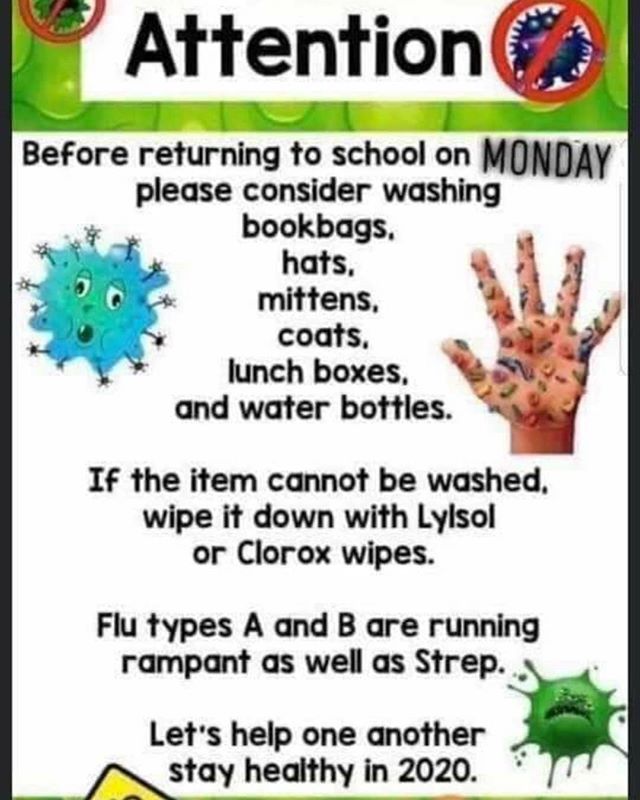 Attention
Before returning to school on MONDAY
please consider washing
bookbags,
hats,
mittens,
coats,
lunch boxes,
and water bottles.
If the item cannot be washed,
wipe it down with Lylsol
or Clorox wipes.
Flu types A and B are running
rampant as well as Strep.
Let's help one another
stay healthy in 2020.